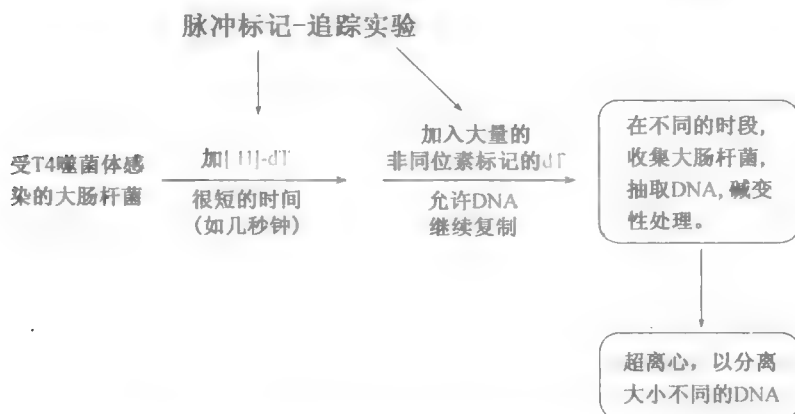 脉冲标记-追踪实验
受T4噬菌体感
染的大肠杆菌
很短的时间
(如几秒钟)
加入大量的
非同位素标记的dT
允许DNA
继续复制
在不同的时段,
收集大肠杆菌,
抽取DNA, 碱变
性处理。
超离心，以分离
大小不同的DNA